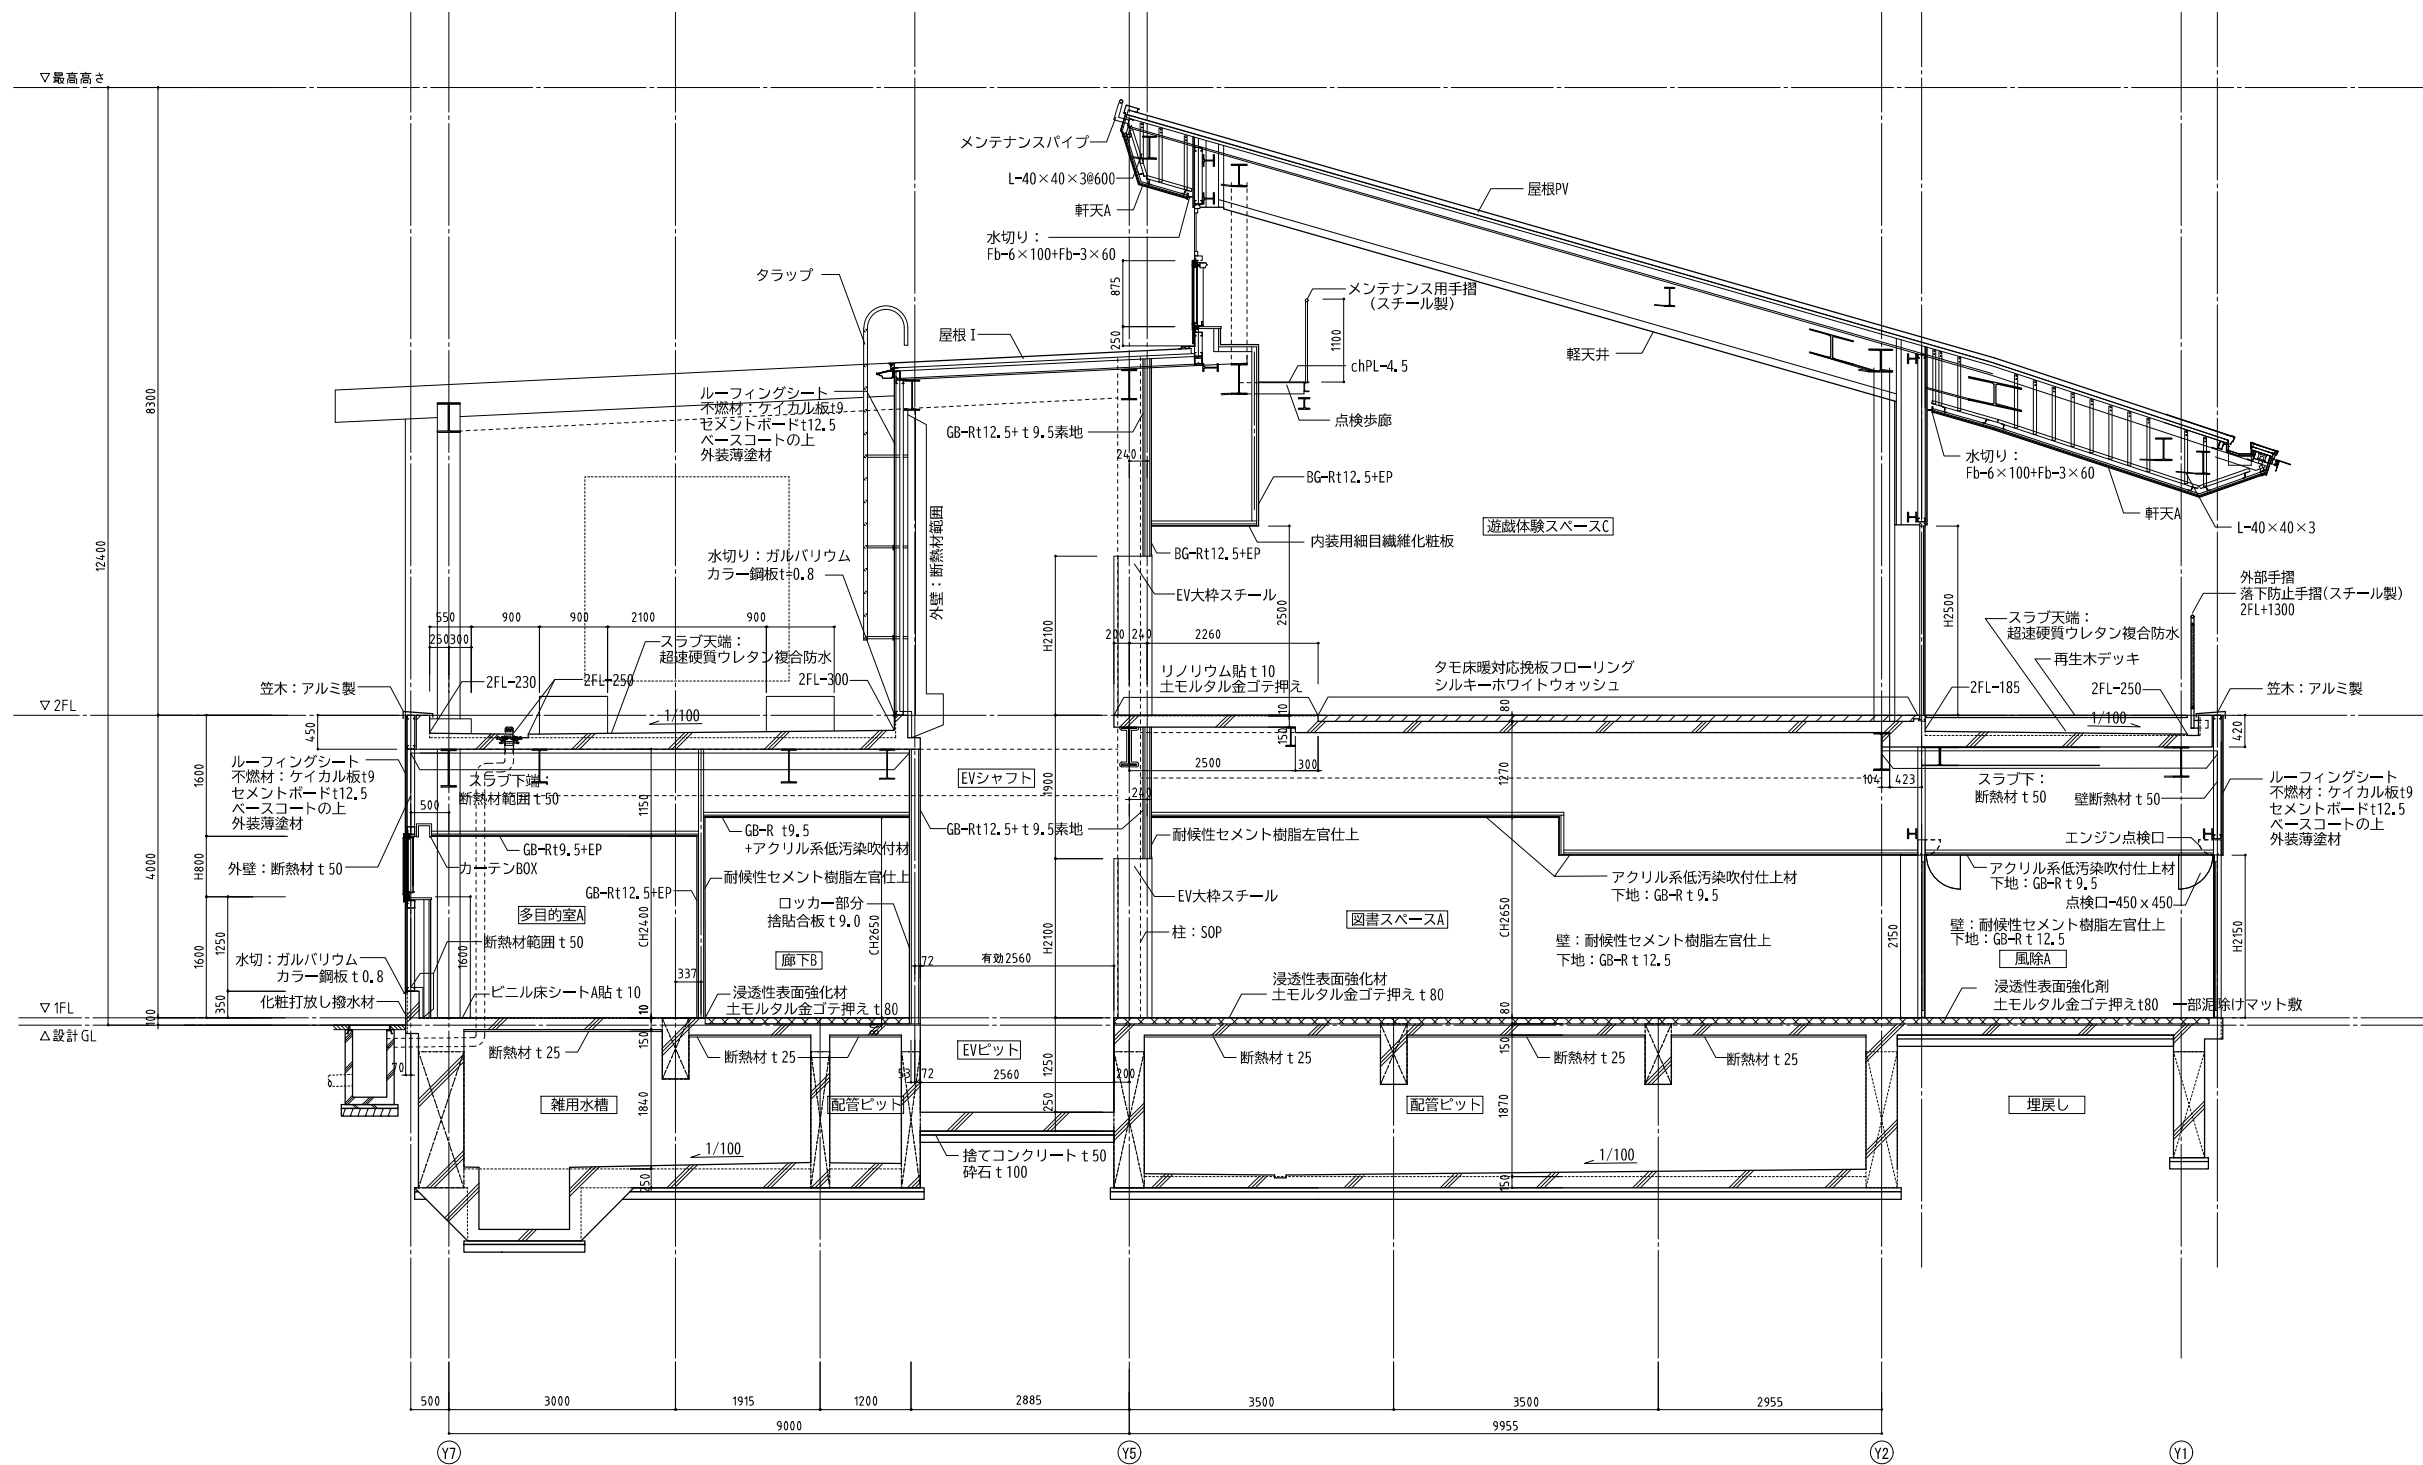 ▽最高高さ
メンテナンスパイプ
L-40×40×3@600
軒天A
水切り：
Fb-6×100+Fb-3×60
屋根PV
タラップ
875
250
メンテナンス用手摺
(スチール製)
屋根Ⅰ
1100
軽天井
chPL-4.5
8300
ルーフィングシート
不燃材：ケイカル板t9
セメントボードt12.5
ベースコートの上
外装薄塗材
点検歩廊
GB-Rt12.5+ｔ9.5素地
240
水切り：
Fb-6×100+Fb-3×60
BG-Rt12.5+EP
軒天A
L-40×40×3
遊戯体験スペースC
内装用細目繊維化粧板
12400
外壁：断熱材範囲
水切り：ガルバリウム
カラー鋼板t=0.8
BG-Rt12.5+EP
EV大枠スチール
2500
H2500
H2100
外部手摺
落下防止手摺(スチール製)
2FL+1300
550
900
900
2100
900
250
300
スラブ天端：
超速硬質ウレタン複合防水
200
240
2260
スラブ天端：
超速硬質ウレタン複合防水
再生木デッキ
リノリウム貼ｔ10
土モルタル金ゴテ押え
タモ床暖対応挽板フローリング
シルキーホワイトウォッシュ
笠木：アルミ製
2FL-230
2FL-250
2FL-300
2FL-185
2FL-250
笠木：アルミ製
▽2FL
1/100
10
80
1/100
450
150
420
ルーフィングシート
不燃材：ケイカル板t9
セメントボードt12.5
ベースコートの上
外装薄塗材
1600
スラブ下端：
断熱材範囲ｔ50
500
1150
EVシャフト
2500
300
1270
1900
104
423
スラブ下：
断熱材ｔ50
壁断熱材ｔ50
ルーフィングシート
不燃材：ケイカル板t9
セメントボードt12.5
ベースコートの上
外装薄塗材
240
GB-R t9.5
+アクリル系低汚染吹付材
GB-Rt12.5+ｔ9.5素地
耐候性セメント樹脂左官仕上
エンジン点検口
4000
H800
GB-Rt9.5+EP
外壁：断熱材ｔ50
カーテンBOX
GB-Rt12.5+EP
耐候性セメント樹脂左官仕上
EV大枠スチール
アクリル系低汚染吹付仕上材
下地：GB-Rｔ9.5
アクリル系低汚染吹付仕上材
下地：GB-Rｔ9.5
点検口-450ｘ450
ロッカー部分
捨貼合板ｔ9.0
多目的室A
CH2400
CH2650
図書スペースA
CH2650
壁：耐候性セメント樹脂左官仕上
下地：GB-Rｔ12.5
柱：SOP
壁：耐候性セメント樹脂左官仕上
下地：GB-Rｔ12.5
1600
1250
断熱材範囲ｔ50
1600
H2100
2150
H2150
水切：ガルバリウム
カラー鋼板ｔ0.8
廊下B
72
有効2560
風除A
337
350
化粧打放し撥水材
ビニル床シートA貼ｔ10
浸透性表面強化材
土モルタル金ゴテ押えｔ80
浸透性表面強化材
土モルタル金ゴテ押えｔ80
浸透性表面強化剤
土モルタル金ゴテ押えt80　一部泥除けマット敷
▽1FL
100
10
80
80
△設計GL
150
断熱材ｔ25
断熱材ｔ25
EVピット
1250
断熱材ｔ25
150
断熱材ｔ25
断熱材ｔ25
70
53
72
2560
200
雑用水槽
1840
配管ピット
250
配管ピット
1870
埋戻し
1/100
捨てコンクリートｔ50
砕石ｔ100
1/100
250
150
500
3000
1915
1200
2885
3500
3500
2955
9000
9955
Y7
Y5
Y2
Y1